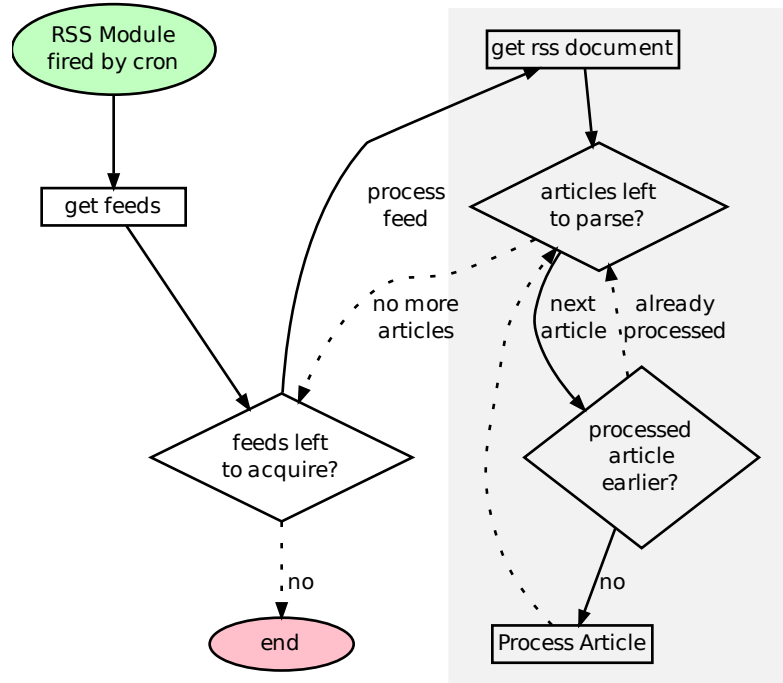 RSS Module
fired by cron
get rss document
get feeds
process
feed
articles left
to parse?
no more
articles
next
article
already
processed
feeds left
to acquire?
processed
article
earlier?
no
no
end
Process Article